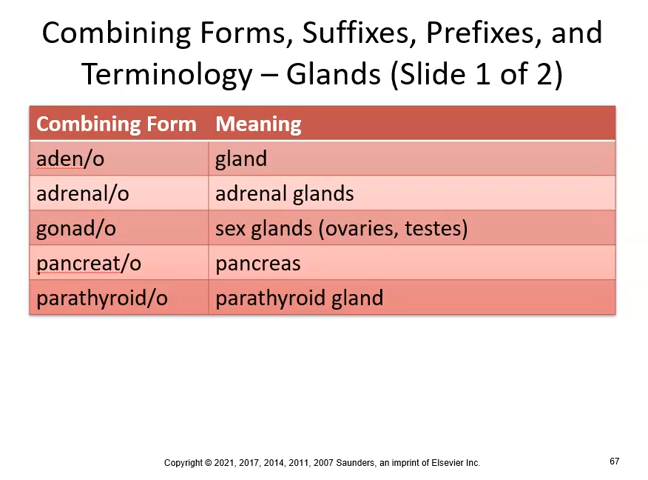 Combining Forms, Suffixes, Prefixes, and
Terminology – Glands (Slide 1 of 2)
Combining Form Meaning
aden/o gland
adrenal/o adrenal glands
gonad/o sex glands (ovaries, testes)
pancreat/o pancreas
parathyroid/o parathyroid gland
Copyright © 2021, 2017, 2014, 2011, 2007 Saunders, an imprint of Elsevier Inc. 67